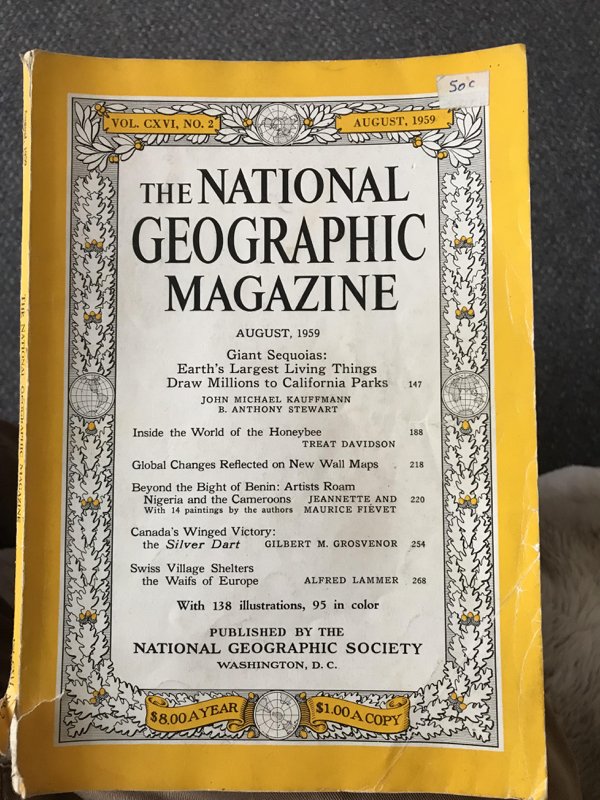 50¢
VOL. CXVI, NO. 2
AUGUST, 1959
THE NATIONAL
GEOGRAPHIC
MAGAZINE
AUGUST, 1959
Giant Sequoias:
Earth's Largest Living Things
Draw Millions to California Parks 147
JOHN MICHAEL KAUFFMANN
B. ANTHONY STEWART
Inside the World of the Honeybee 188
TREAT DAVIDSON
Global Changes Reflected on New Wall Maps 218
Beyond the Bight of Benin: Artists Roam
Nigeria and the Cameroons JEANNETTE AND 220
With 14 paintings by the authors MAURICE FIÉVET
Canada's Winged Victory:
the Silver Dart GILBERT M. GROSVENOR 254
Swiss Village Shelters
the Waifs of Europe ALFRED LAMMER 268
With 138 illustrations, 95 in color
PUBLISHED BY THE
NATIONAL GEOGRAPHIC SOCIETY
WASHINGTON, D. C.
$8.00 A YEAR
$1.00 A COPY
THE NATIONAL GEOGRAPHIC MAGAZINE